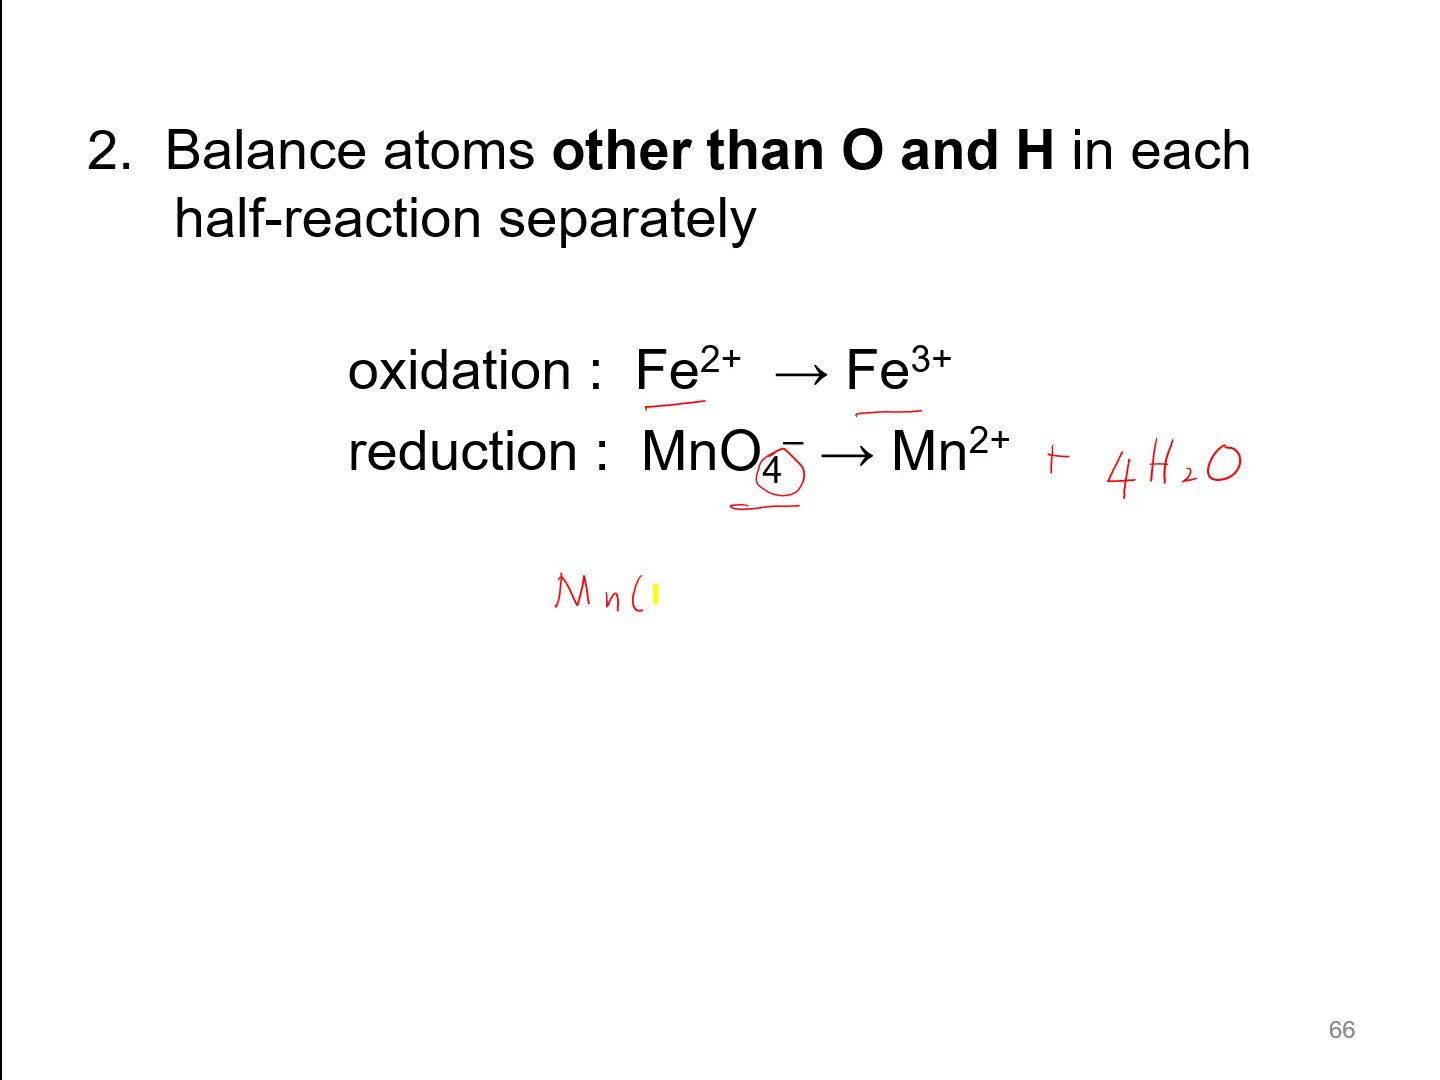 2. Balance atoms other than O and H in each
half-reaction separately
oxidation : Fe²⁺ → Fe³⁺
reduction : MnO₄⁻ → Mn²⁺ + 4H₂O
Mn(
66